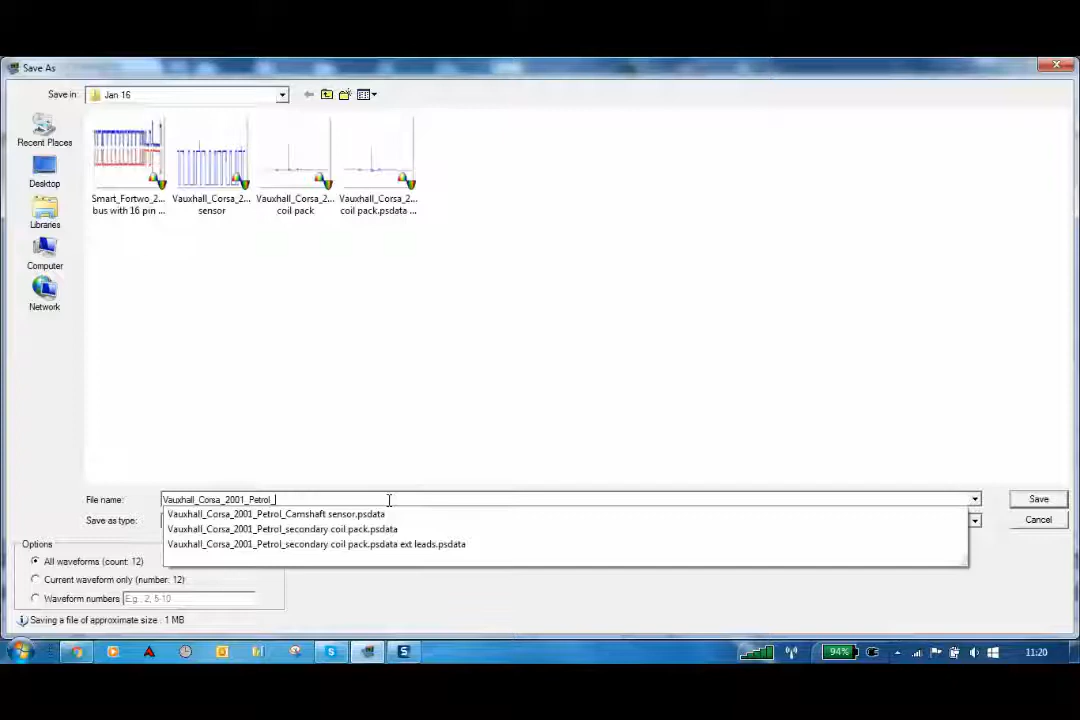 Save As
Save in:
Jan 16
Recent Places
Desktop
Libraries
Computer
Network
Smart_Fortwo_2...
bus with 16 pin ...
Vauxhall_Corsa_2...
sensor
Vauxhall_Corsa_2...
coil pack
Vauxhall_Corsa_2...
coil pack.psdata ...
File name:
Vauxhall_Corsa_2001_Petrol_
Save
Vauxhall_Corsa_2001_Petrol_Camshaft sensor.psdata
Save as type:
Cancel
Vauxhall_Corsa_2001_Petrol_secondary coil pack.psdata
Vauxhall_Corsa_2001_Petrol_secondary coil pack.psdata ext leads.psdata
Options
All waveforms (count: 12)
Current waveform only (number: 12)
Waveform numbers
E.g., 2, 5-10
Saving a file of approximate size : 1 MB
94%
11:20